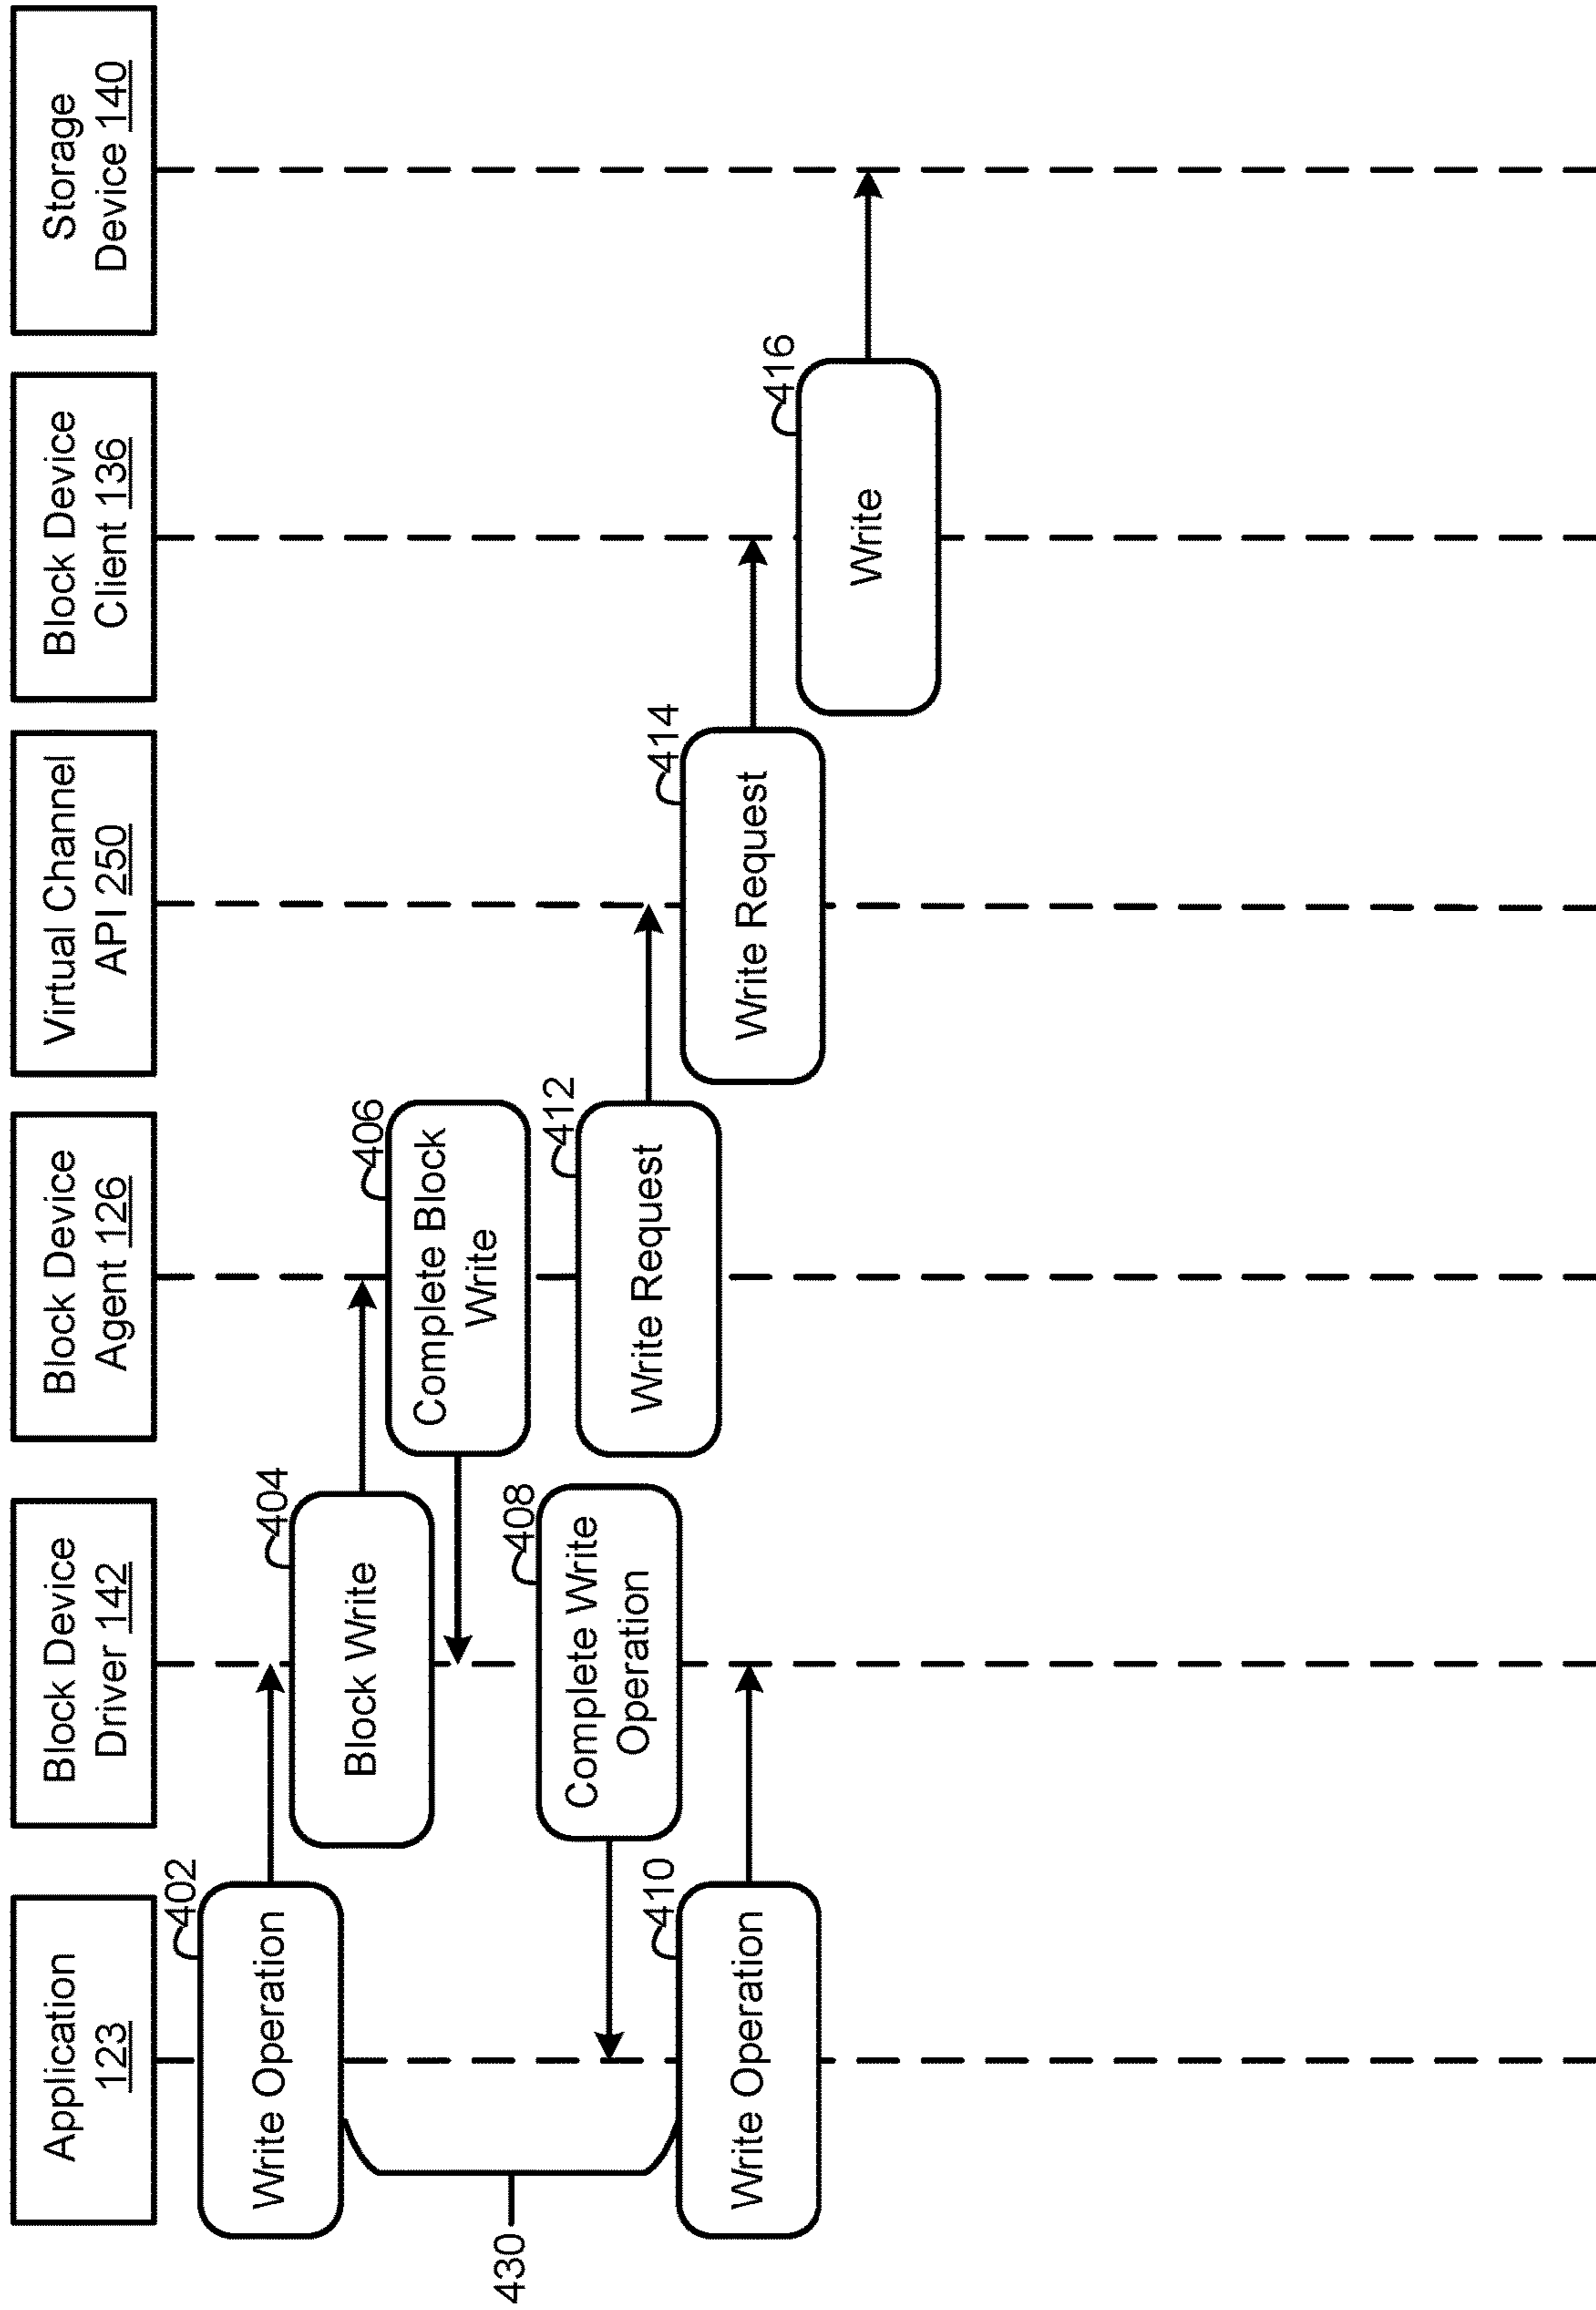 Application
123
Block Device
Driver 142
Block Device
Agent 126
Virtual Channel
API 250
Block Device
Client 136
Storage
Device 140
402
Write Operation
404
Block Write
406
Complete Block
Write
408
Complete Write
Operation
430
410
Write Operation
412
Write Request
414
Write Request
416
Write